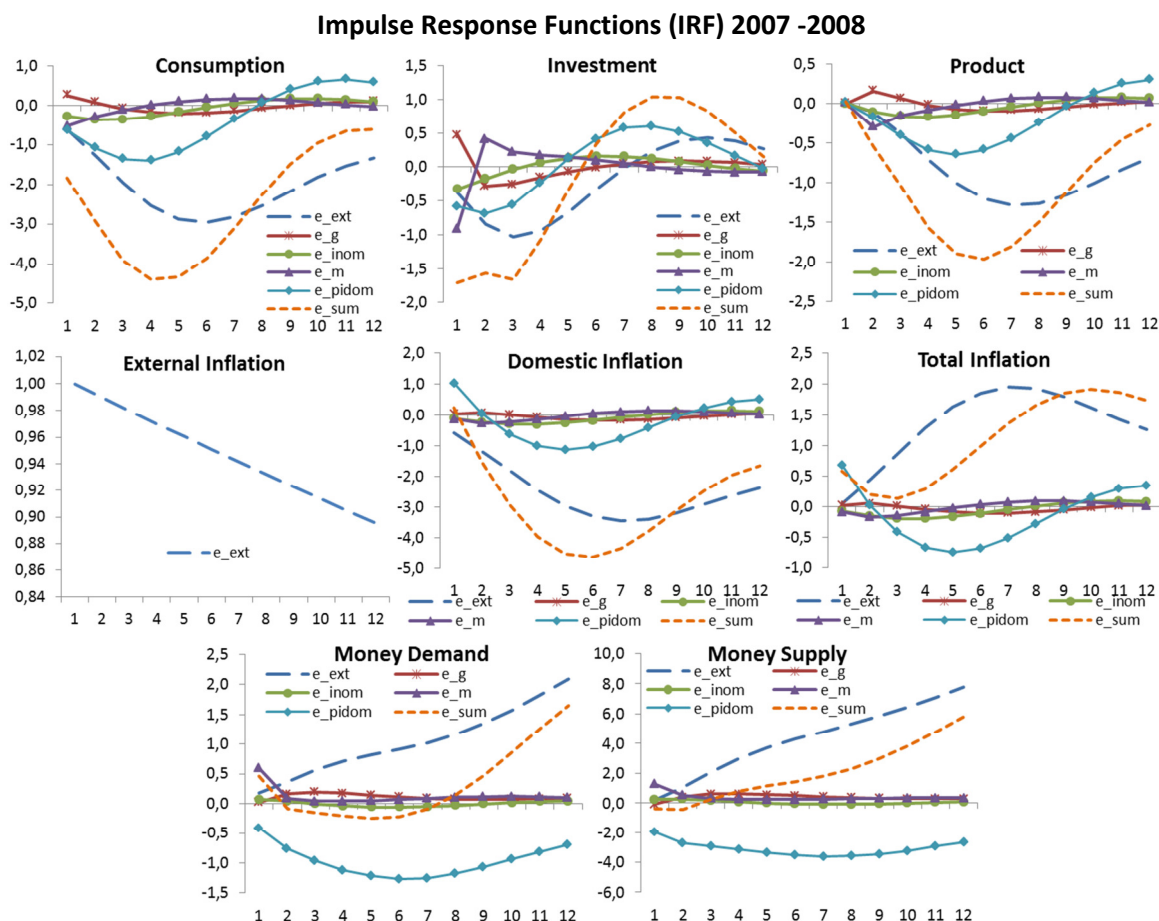 Impulse Response Functions (IRF) 2007 -2008
Consumption
1,0
0,0
-1,0
-2,0
-3,0
-4,0
-5,0
e_ext
e_g
e_inom
e_m
e_pidom
e_sum
1 2 3 4 5 6 7 8 9 10 11 12
Investment
1,5
1,0
0,5
0,0
-0,5
-1,0
-1,5
-2,0
e_ext
e_g
e_inom
e_m
e_pidom
e_sum
1 2 3 4 5 6 7 8 9 10 11 12
Product
0,5
0,0
-0,5
-1,0
-1,5
-2,0
-2,5
e_ext e_g
e_inom e_m
e_pidom e_sum
1 2 3 4 5 6 7 8 9 10 11 12
External Inflation
1,02
1,00
0,98
0,96
0,94
0,92
0,90
0,88
0,86
0,84
e_ext
1 2 3 4 5 6 7 8 9 10 11 12
Domestic Inflation
2,0
1,0
0,0
-1,0
-2,0
-3,0
-4,0
-5,0
1 2 3 4 5 6 7 8 9 10 11 12
e_ext e_g e_inom
e_m e_pidom e_sum
Total Inflation
2,5
2,0
1,5
1,0
0,5
0,0
-0,5
-1,0
1 2 3 4 5 6 7 8 9 10 11 12
e_ext e_g e_inom
e_m e_pidom e_sum
Money Demand
2,5
2,0
1,5
1,0
0,5
0,0
-0,5
-1,0
-1,5
e_ext e_g
e_inom e_m
e_pidom e_sum
1 2 3 4 5 6 7 8 9 10 11 12
Money Supply
10,0
8,0
6,0
4,0
2,0
0,0
-2,0
-4,0
-6,0
e_ext e_g
e_inom e_m
e_pidom e_sum
1 2 3 4 5 6 7 8 9 10 11 12